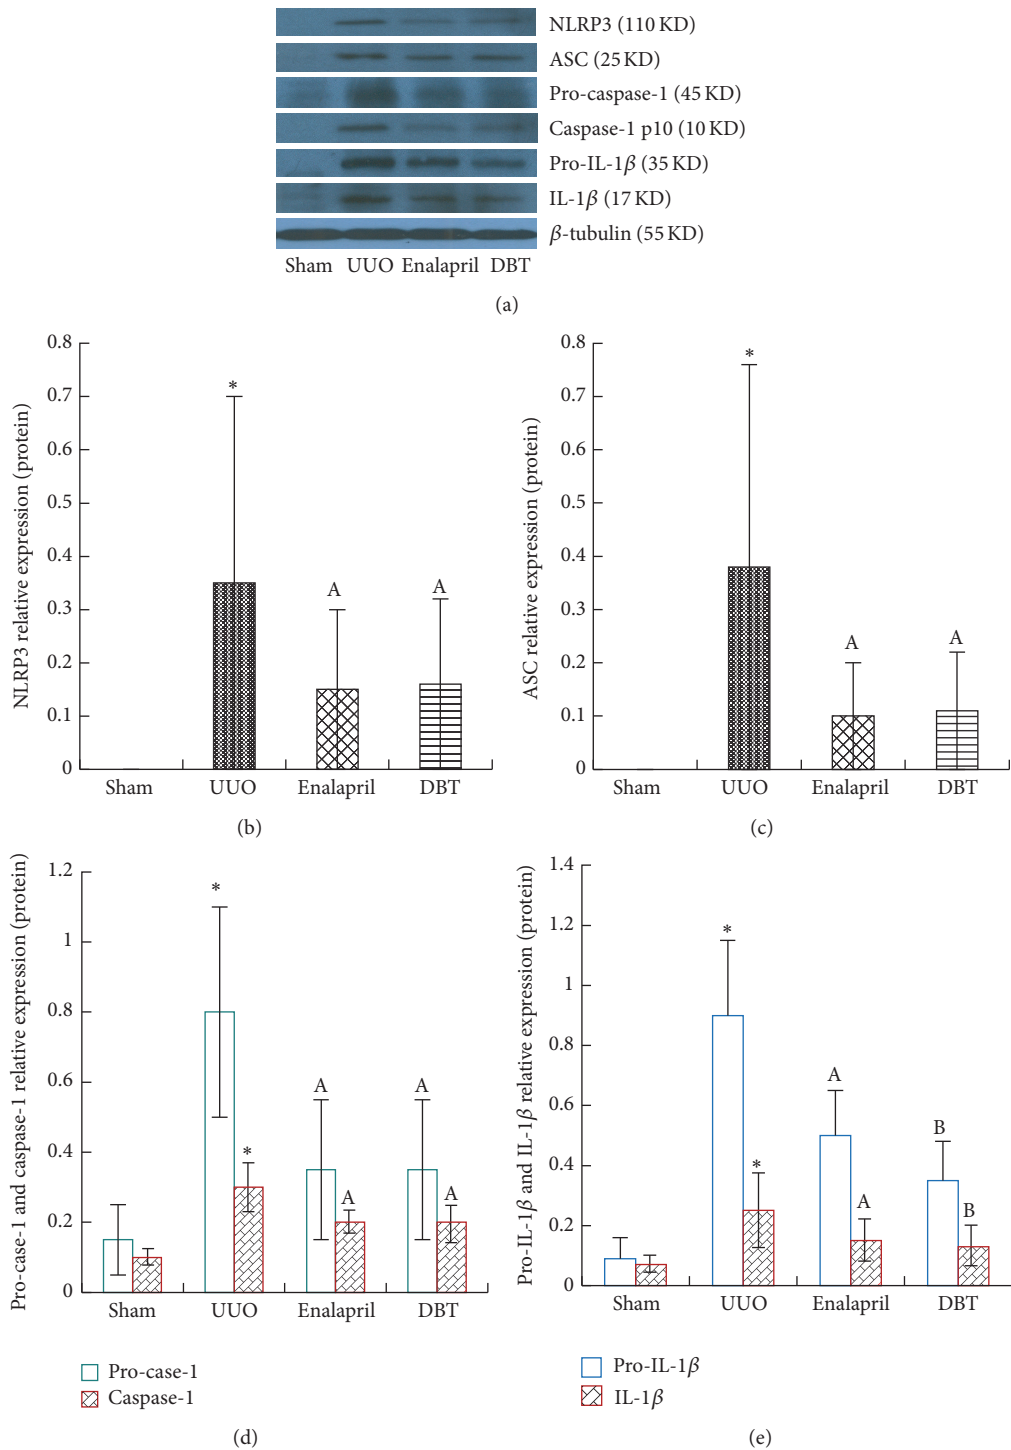 NLRP3 (110 KD)
ASC (25 KD)
Pro-caspase-1 (45 KD)
Caspase-1 p10 (10 KD)
Pro-IL-1β (35 KD)
IL-1β (17 KD)
β-tubulin (55 KD)
Sham UUO Enalapril DBT
(a)
NLRP3 relative expression (protein)
0.8
0.7
0.6
0.5
0.4
0.3
0.2
0.1
0
*
A
A
Sham UUO Enalapril DBT
(b)
ASC relative expression (protein)
0.8
0.7
0.6
0.5
0.4
0.3
0.2
0.1
0
*
A
A
Sham UUO Enalapril DBT
(c)
Pro-case-1 and caspase-1 relative expression (protein)
1.2
1
0.8
0.6
0.4
0.2
0
*
*
A
A
A
A
Sham UUO Enalapril DBT
Pro-case-1
Caspase-1
(d)
Pro-IL-1β and IL-1β relative expression (protein)
1.4
1.2
1
0.8
0.6
0.4
0.2
0
*
*
A
A
B
B
Sham UUO Enalapril DBT
Pro-IL-1β
IL-1β
(e)